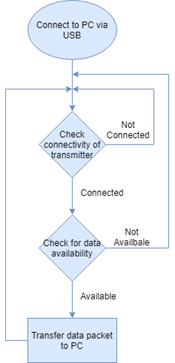 Connect to PC via
USB
Check
connectivity of
transmitter
Not
Connected
Connected
Check for data
availability
Not
Availbale
Available
Transfer data packet
to PC